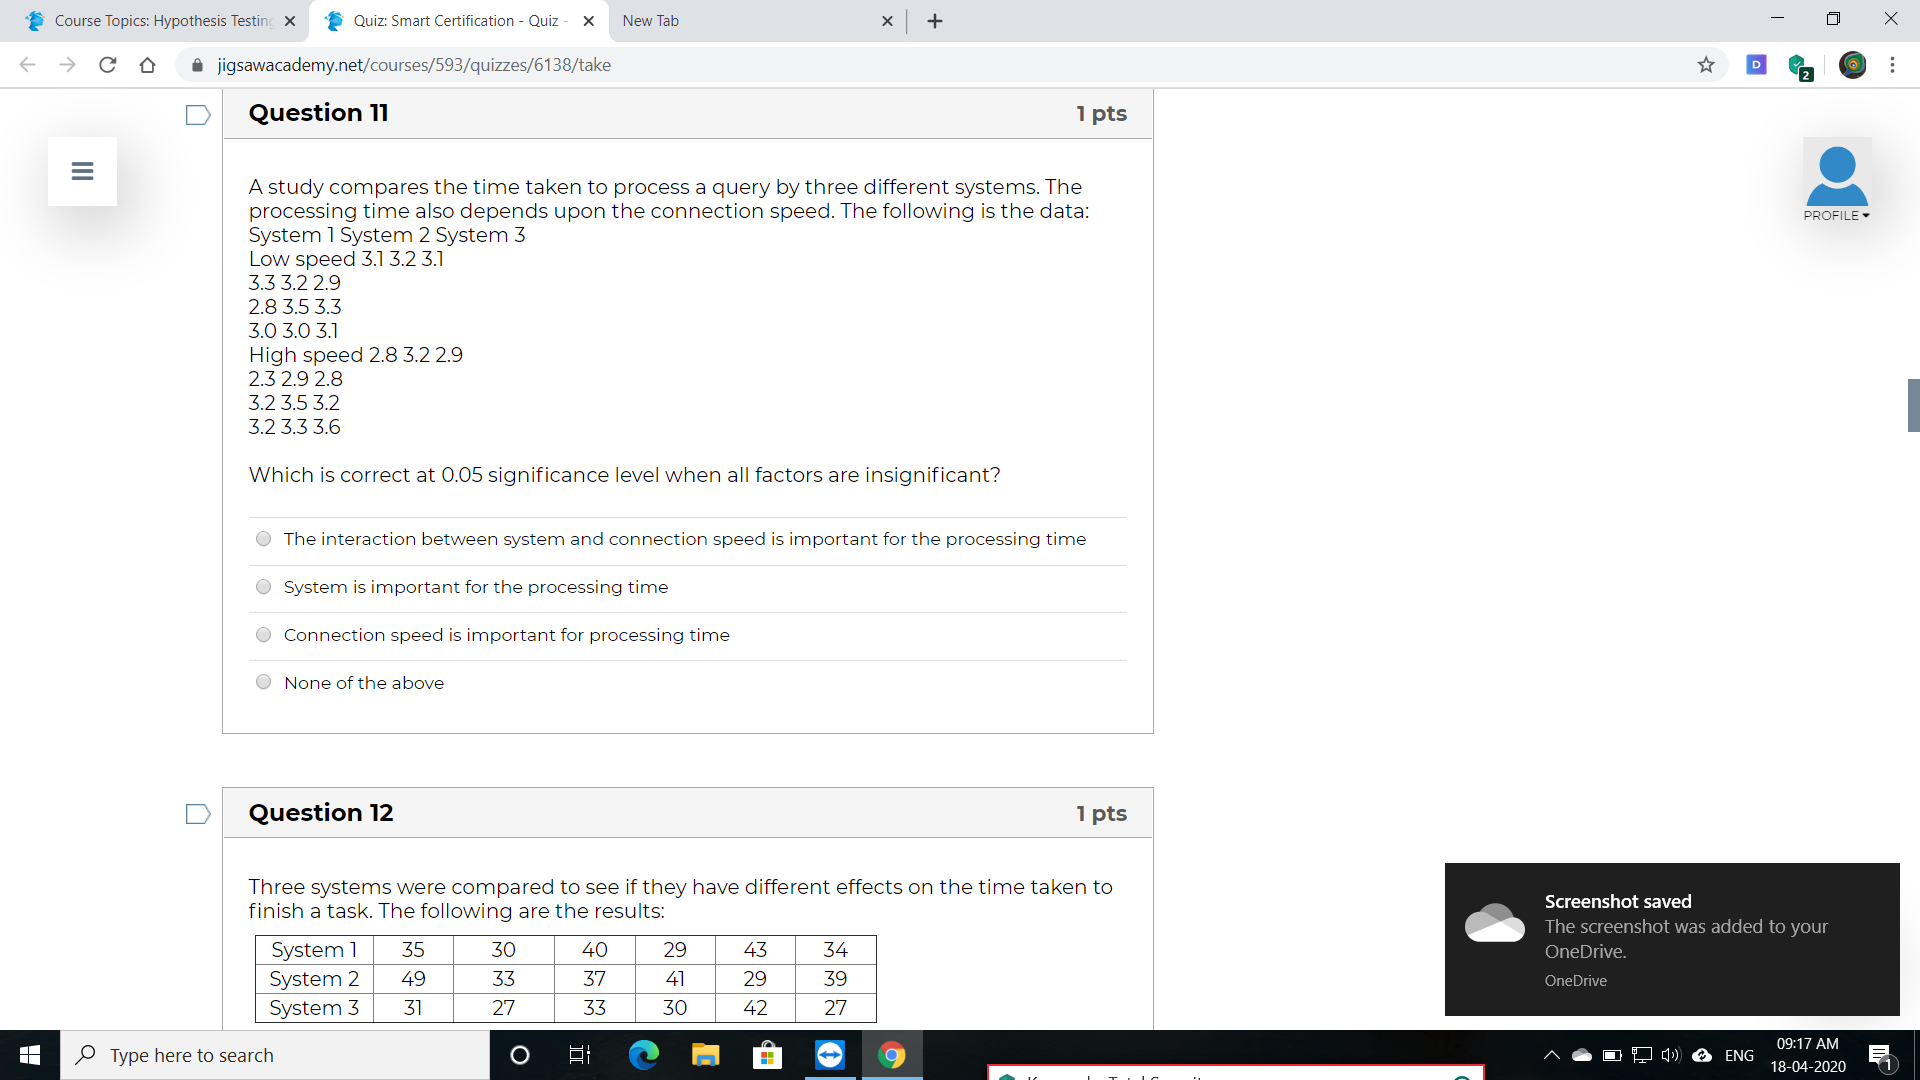 Course Topics: Hypothesis Testing
Quiz: Smart Certification - Quiz -
New Tab
jigsawacademy.net/courses/593/quizzes/6138/take
D
2
Question 11
1 pts
PROFILE
A study compares the time taken to process a query by three different systems. The
processing time also depends upon the connection speed. The following is the data:
System 1 System 2 System 3
Low speed 3.1 3.2 3.1
3.3 3.2 2.9
2.8 3.5 3.3
3.0 3.0 3.1
High speed 2.8 3.2 2.9
2.3 2.9 2.8
3.2 3.5 3.2
3.2 3.3 3.6
Which is correct at 0.05 significance level when all factors are insignificant?
The interaction between system and connection speed is important for the processing time
System is important for the processing time
Connection speed is important for processing time
None of the above
Question 12
1 pts
Three systems were compared to see if they have different effects on the time taken to
finish a task. The following are the results:
System 1 35 30 40 29 43 34
System 2 49 33 37 41 29 39
System 3 31 27 33 30 42 27
Screenshot saved
The screenshot was added to your
OneDrive.
OneDrive
Type here to search
ENG
09:17 AM
18-04-2020
1